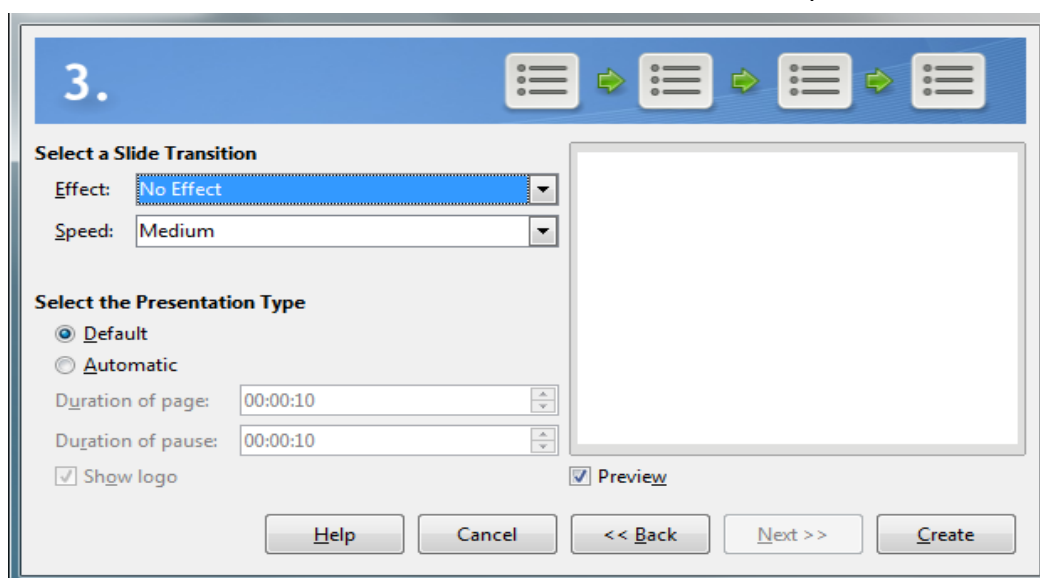 3.
Select a Slide Transition
Effect: No Effect
Speed: Medium
Select the Presentation Type
Default
Automatic
Duration of page: 00:00:10
Duration of pause: 00:00:10
Show logo
Preview
Help Cancel << Back Next >> Create